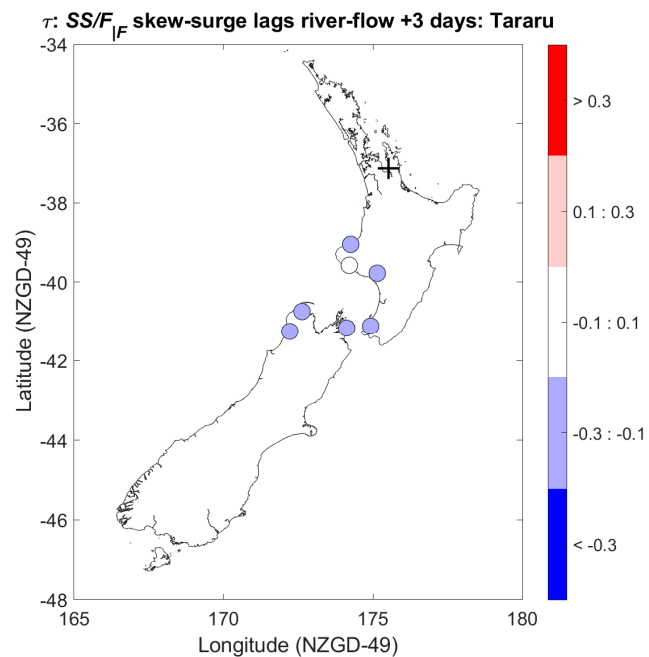 τ: SS/F|F skew-surge lags river-flow +3 days: Tararu
-34
-36
-38
-40
-42
-44
-46
-48
165
170
175
180
Latitude (NZGD-49)
Longitude (NZGD-49)
> 0.3
0.1 : 0.3
-0.1 : 0.1
-0.3 : -0.1
< -0.3